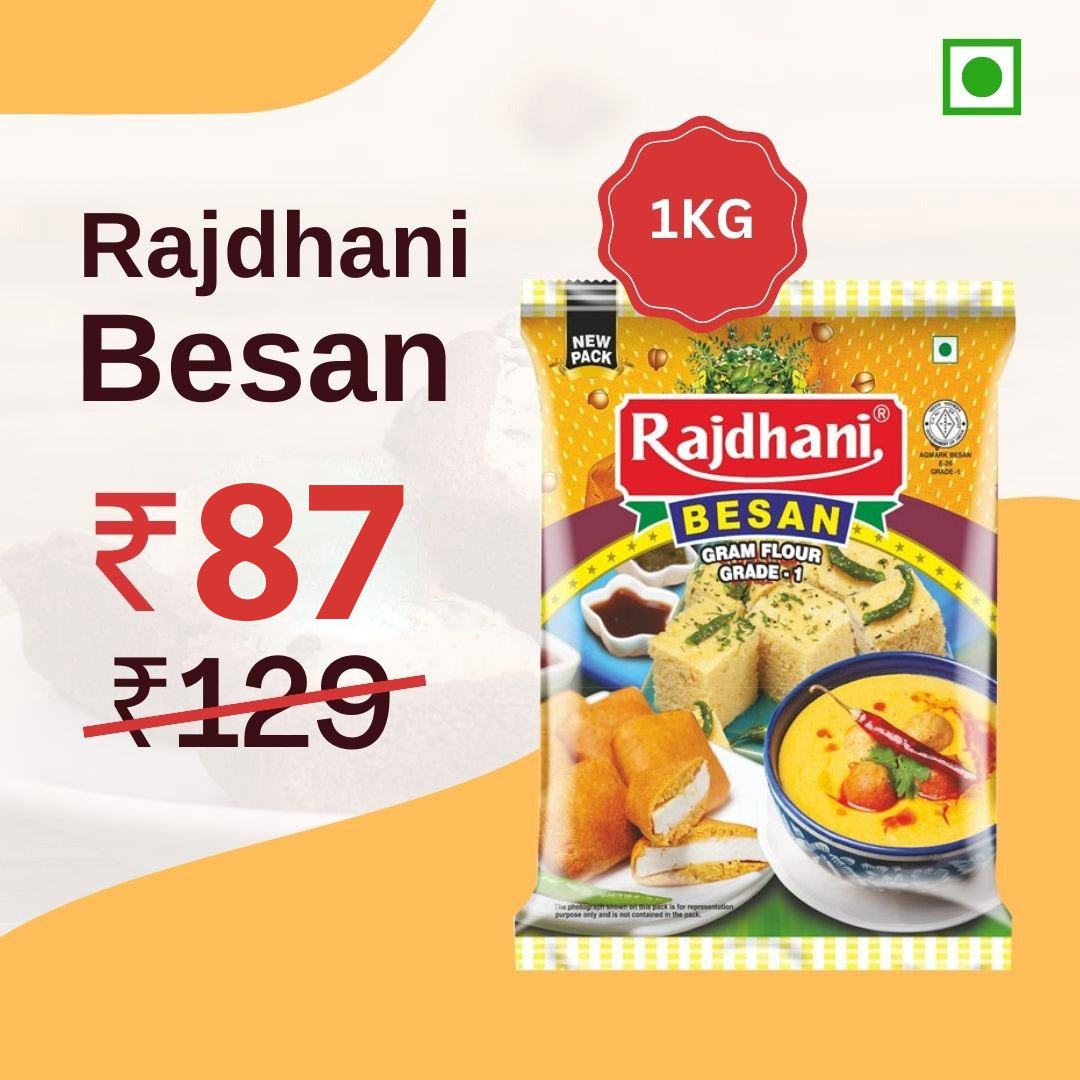 1KG
Rajdhani
Besan
₹87
₹129
NEW
PACK
Rajdhani®
AGMARK BESAN
E-26
GRADE-1
BESAN
GRAM FLOUR
GRADE - 1
The photograph shown on this pack is for representation
purpose only and is not contained in the pack.